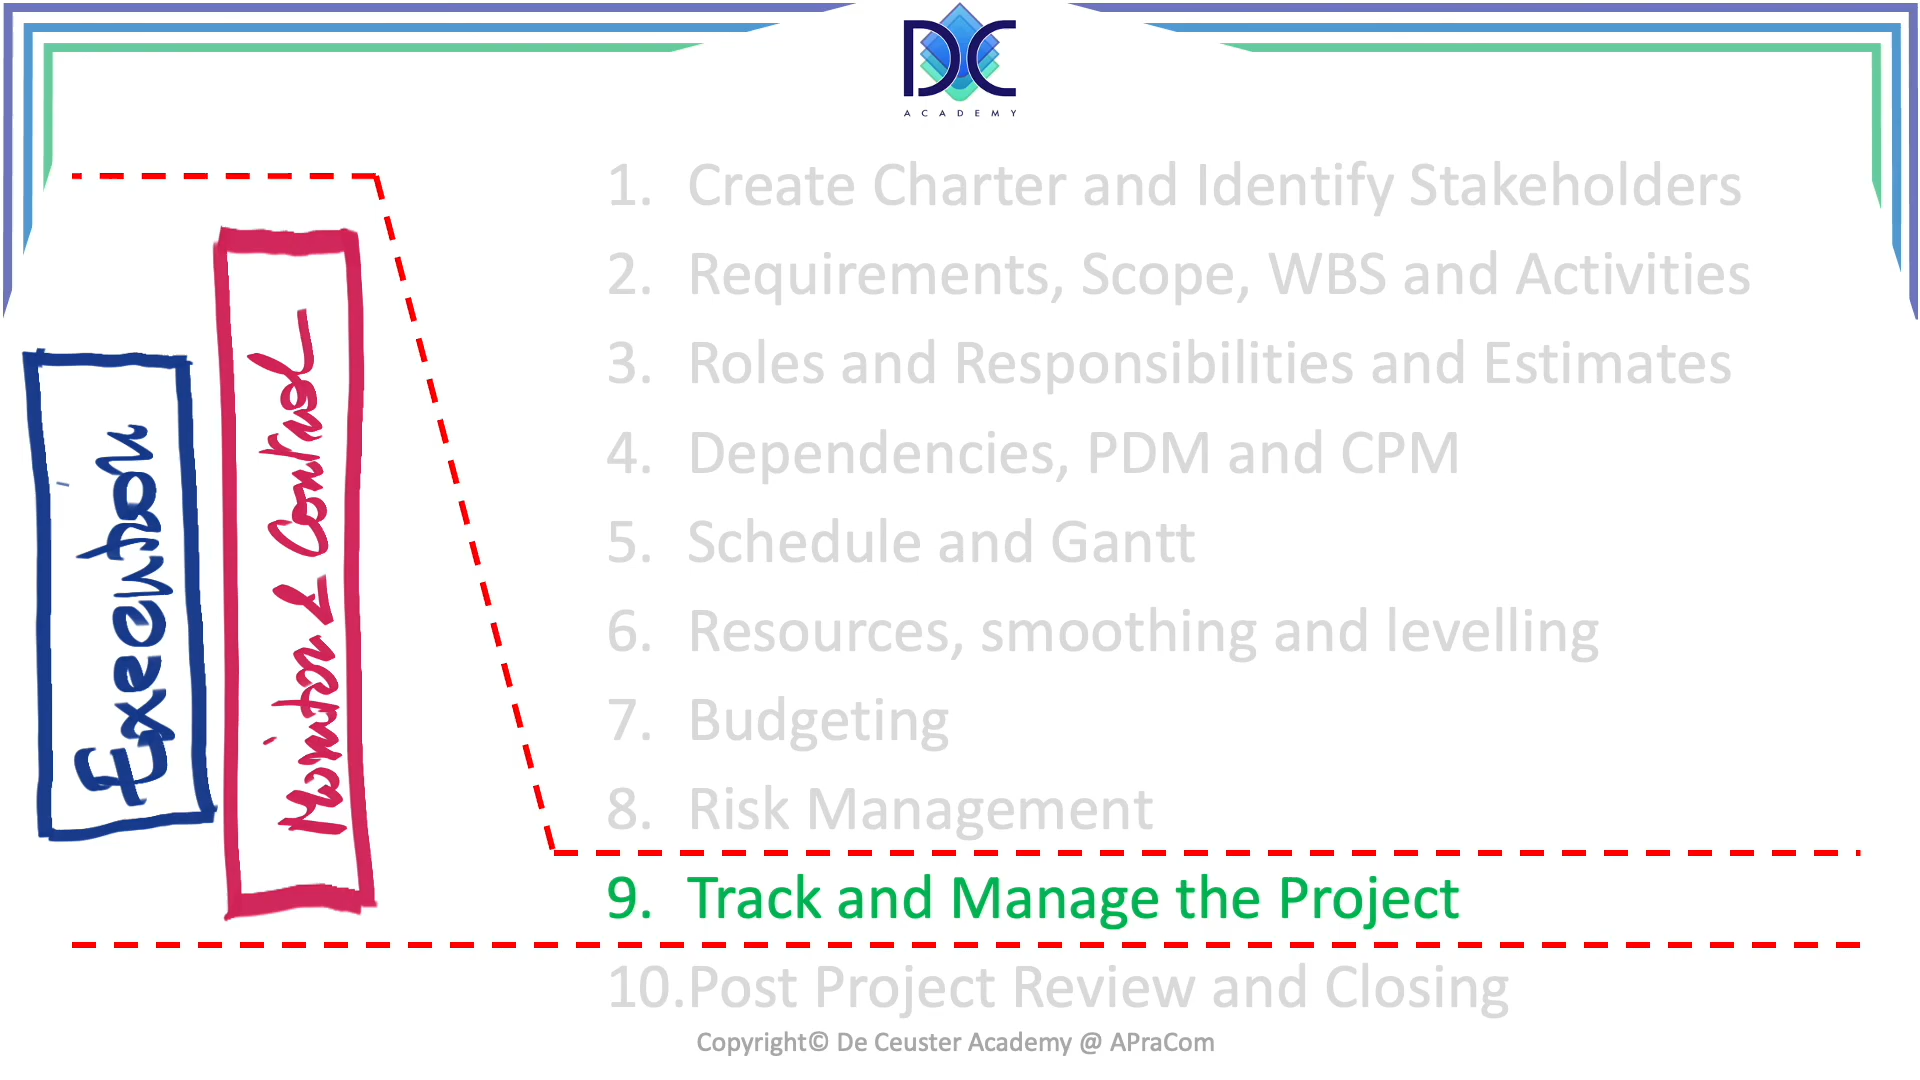 DC
ACADEMY
Execution
Monitor & Control
1. Create Charter and Identify Stakeholders
2. Requirements, Scope, WBS and Activities
3. Roles and Responsibilities and Estimates
4. Dependencies, PDM and CPM
5. Schedule and Gantt
6. Resources, smoothing and levelling
7. Budgeting
8. Risk Management
9. Track and Manage the Project
10. Post Project Review and Closing
Copyright© De Ceuster Academy @ APraCom